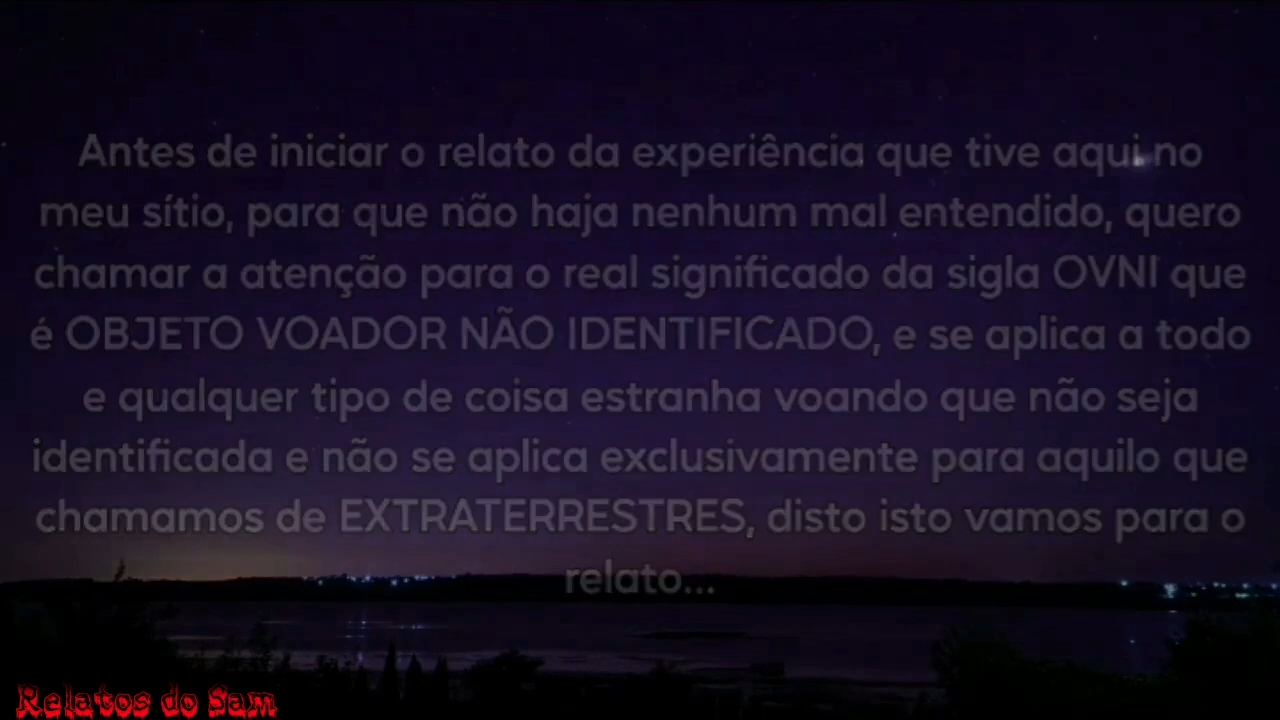 Antes de iniciar o relato da experiência que tive aqui no
meu sítio, para que não haja nenhum mal entendido, quero
chamar a atenção para o real significado da sigla OVNI que
é OBJETO VOADOR NÃO IDENTIFICADO, e se aplica a todo
e qualquer tipo de coisa estranha voando que não seja
identificada e não se aplica exclusivamente para aquilo que
chamamos de EXTRATERRESTRES, disto isto vamos para o
relato...
Relatos do Sam